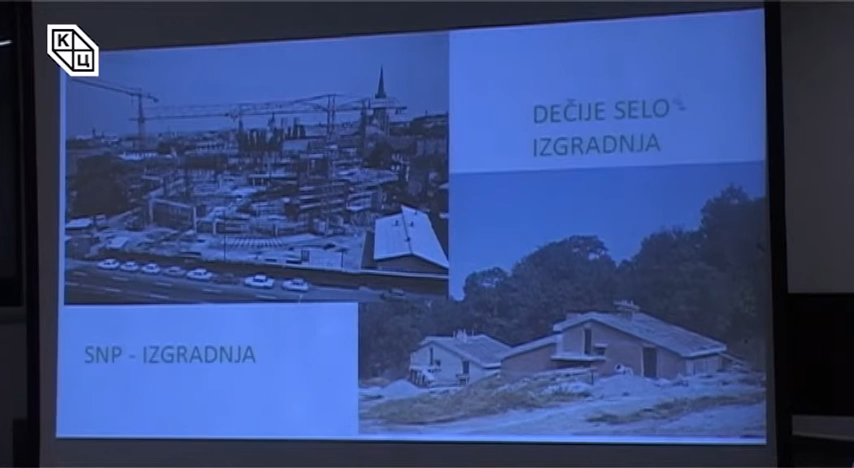 К
Ц
DEČIJE SELO -
IZGRADNJA
SNP - IZGRADNJA